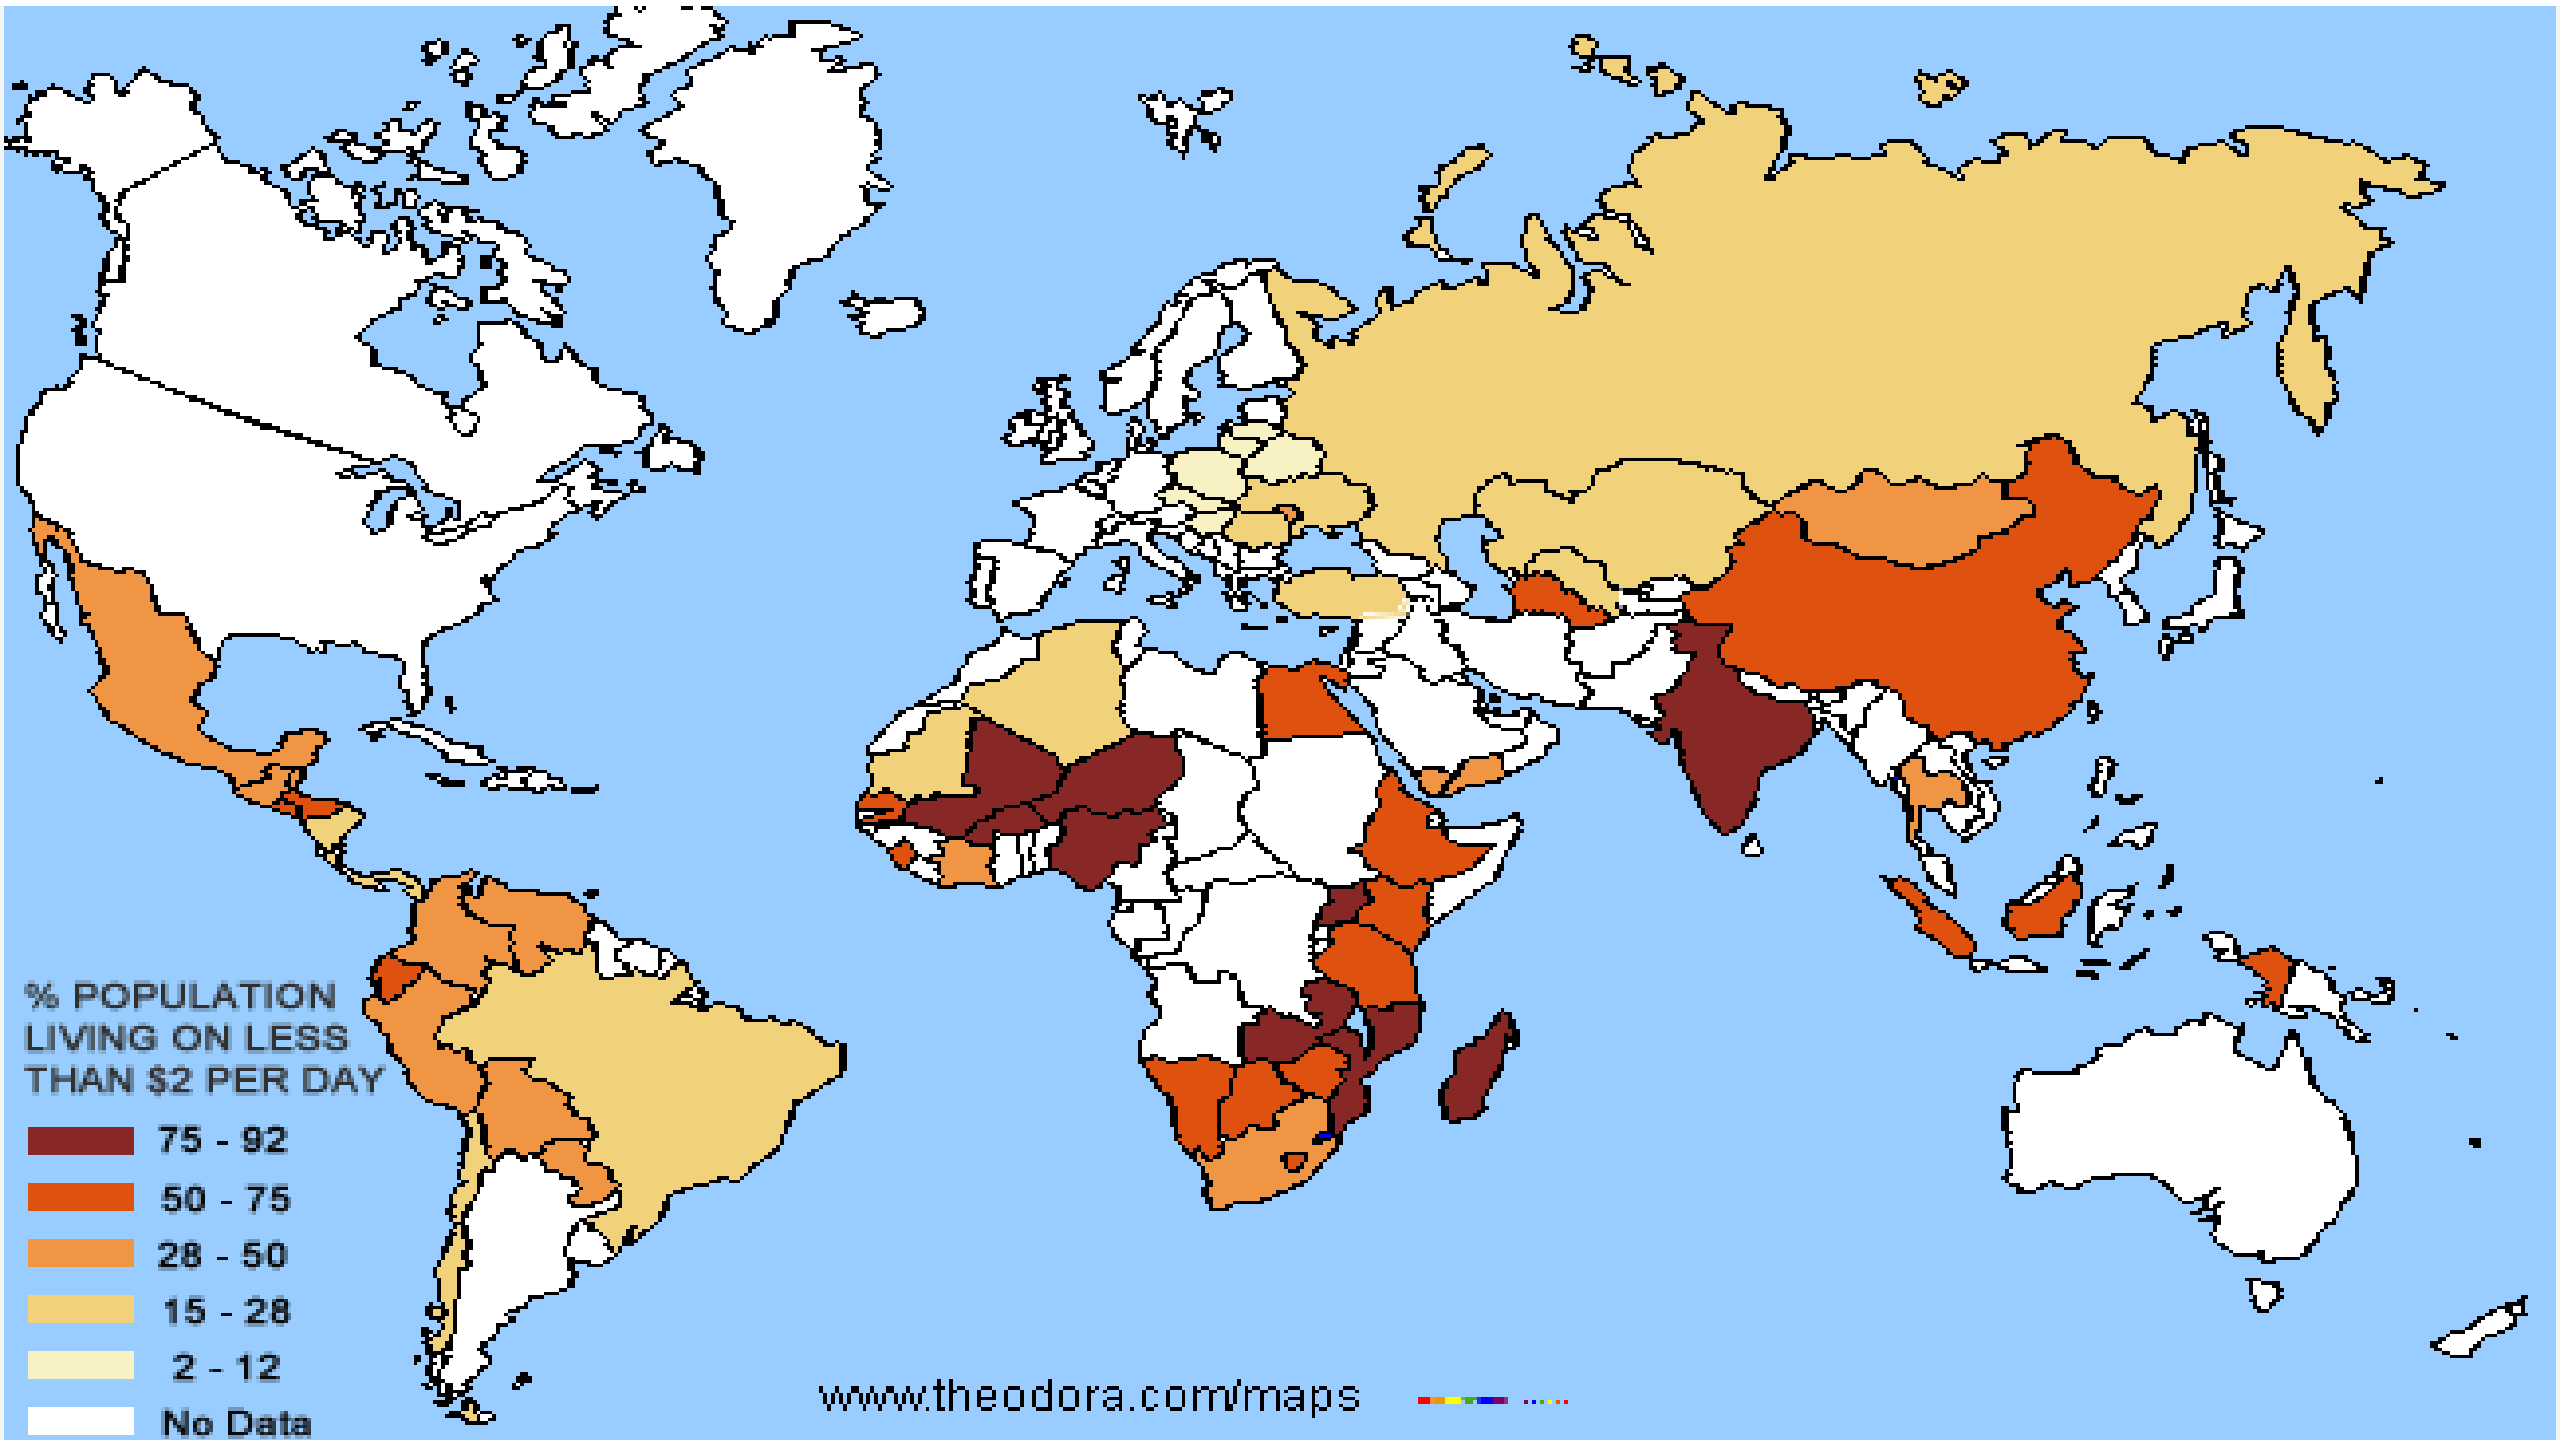 % POPULATION
LIVING ON LESS
THAN $2 PER DAY
75 - 92
50 - 75
28 - 50
15 - 28
2 - 12
No Data
www.theodora.com/maps